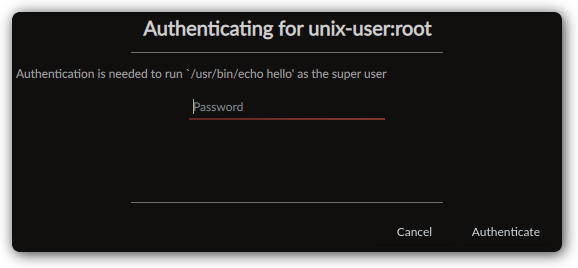 Authenticating for unix-user:root
Authentication is needed to run `/usr/bin/echo hello' as the super user
Password
Cancel
Authenticate